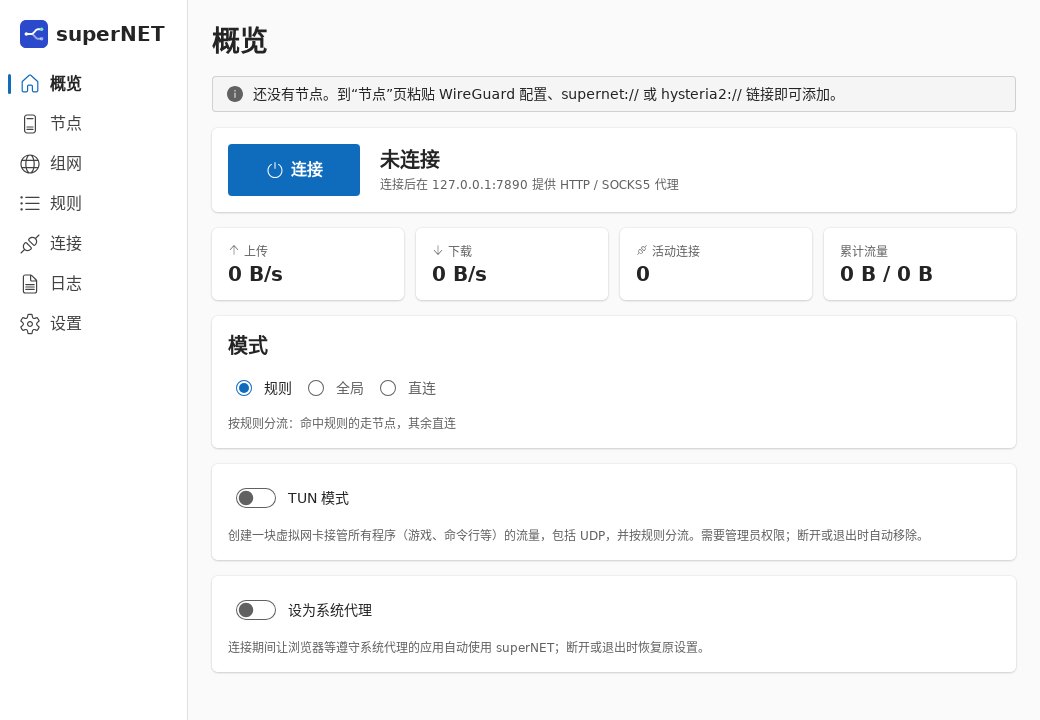 superNET
概览
节点
组网
规则
连接
日志
设置
概览
还没有节点。到“节点”页粘贴 WireGuard 配置、supernet:// 或 hysteria2:// 链接即可添加。
连接
未连接
连接后在 127.0.0.1:7890 提供 HTTP / SOCKS5 代理
上传
0 B/s
下载
0 B/s
活动连接
0
累计流量
0 B / 0 B
模式
规则 全局 直连
按规则分流：命中规则的走节点，其余直连
TUN 模式
创建一块虚拟网卡接管所有程序（游戏、命令行等）的流量，包括 UDP，并按规则分流。需要管理员权限；断开或退出时自动移除。
设为系统代理
连接期间让浏览器等遵守系统代理的应用自动使用 superNET；断开或退出时恢复原设置。